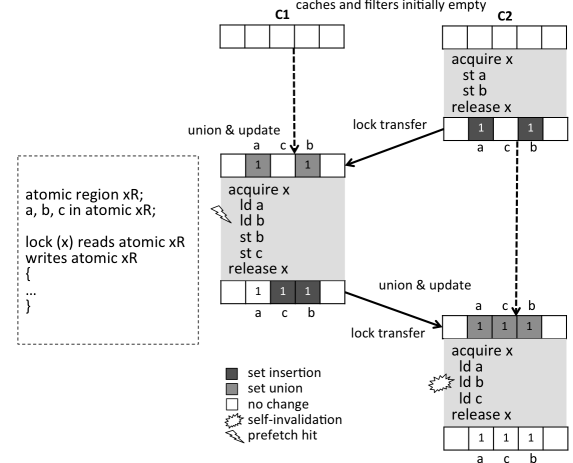 caches and filters initially empty
C1
C2
acquire x
st a
st b
release x
1 1
a c b
lock transfer
union & update
a c b
1 1
acquire x
ld a
ld b
st b
st c
release x
1 1 1
a c b
atomic region xR;
a, b, c in atomic xR;
lock (x) reads atomic xR
writes atomic xR
{
...
}
union & update
lock transfer
a c b
1 1 1
acquire x
ld a
ld b
ld c
release x
1 1 1
a c b
set insertion
set union
no change
self-invalidation
prefetch hit